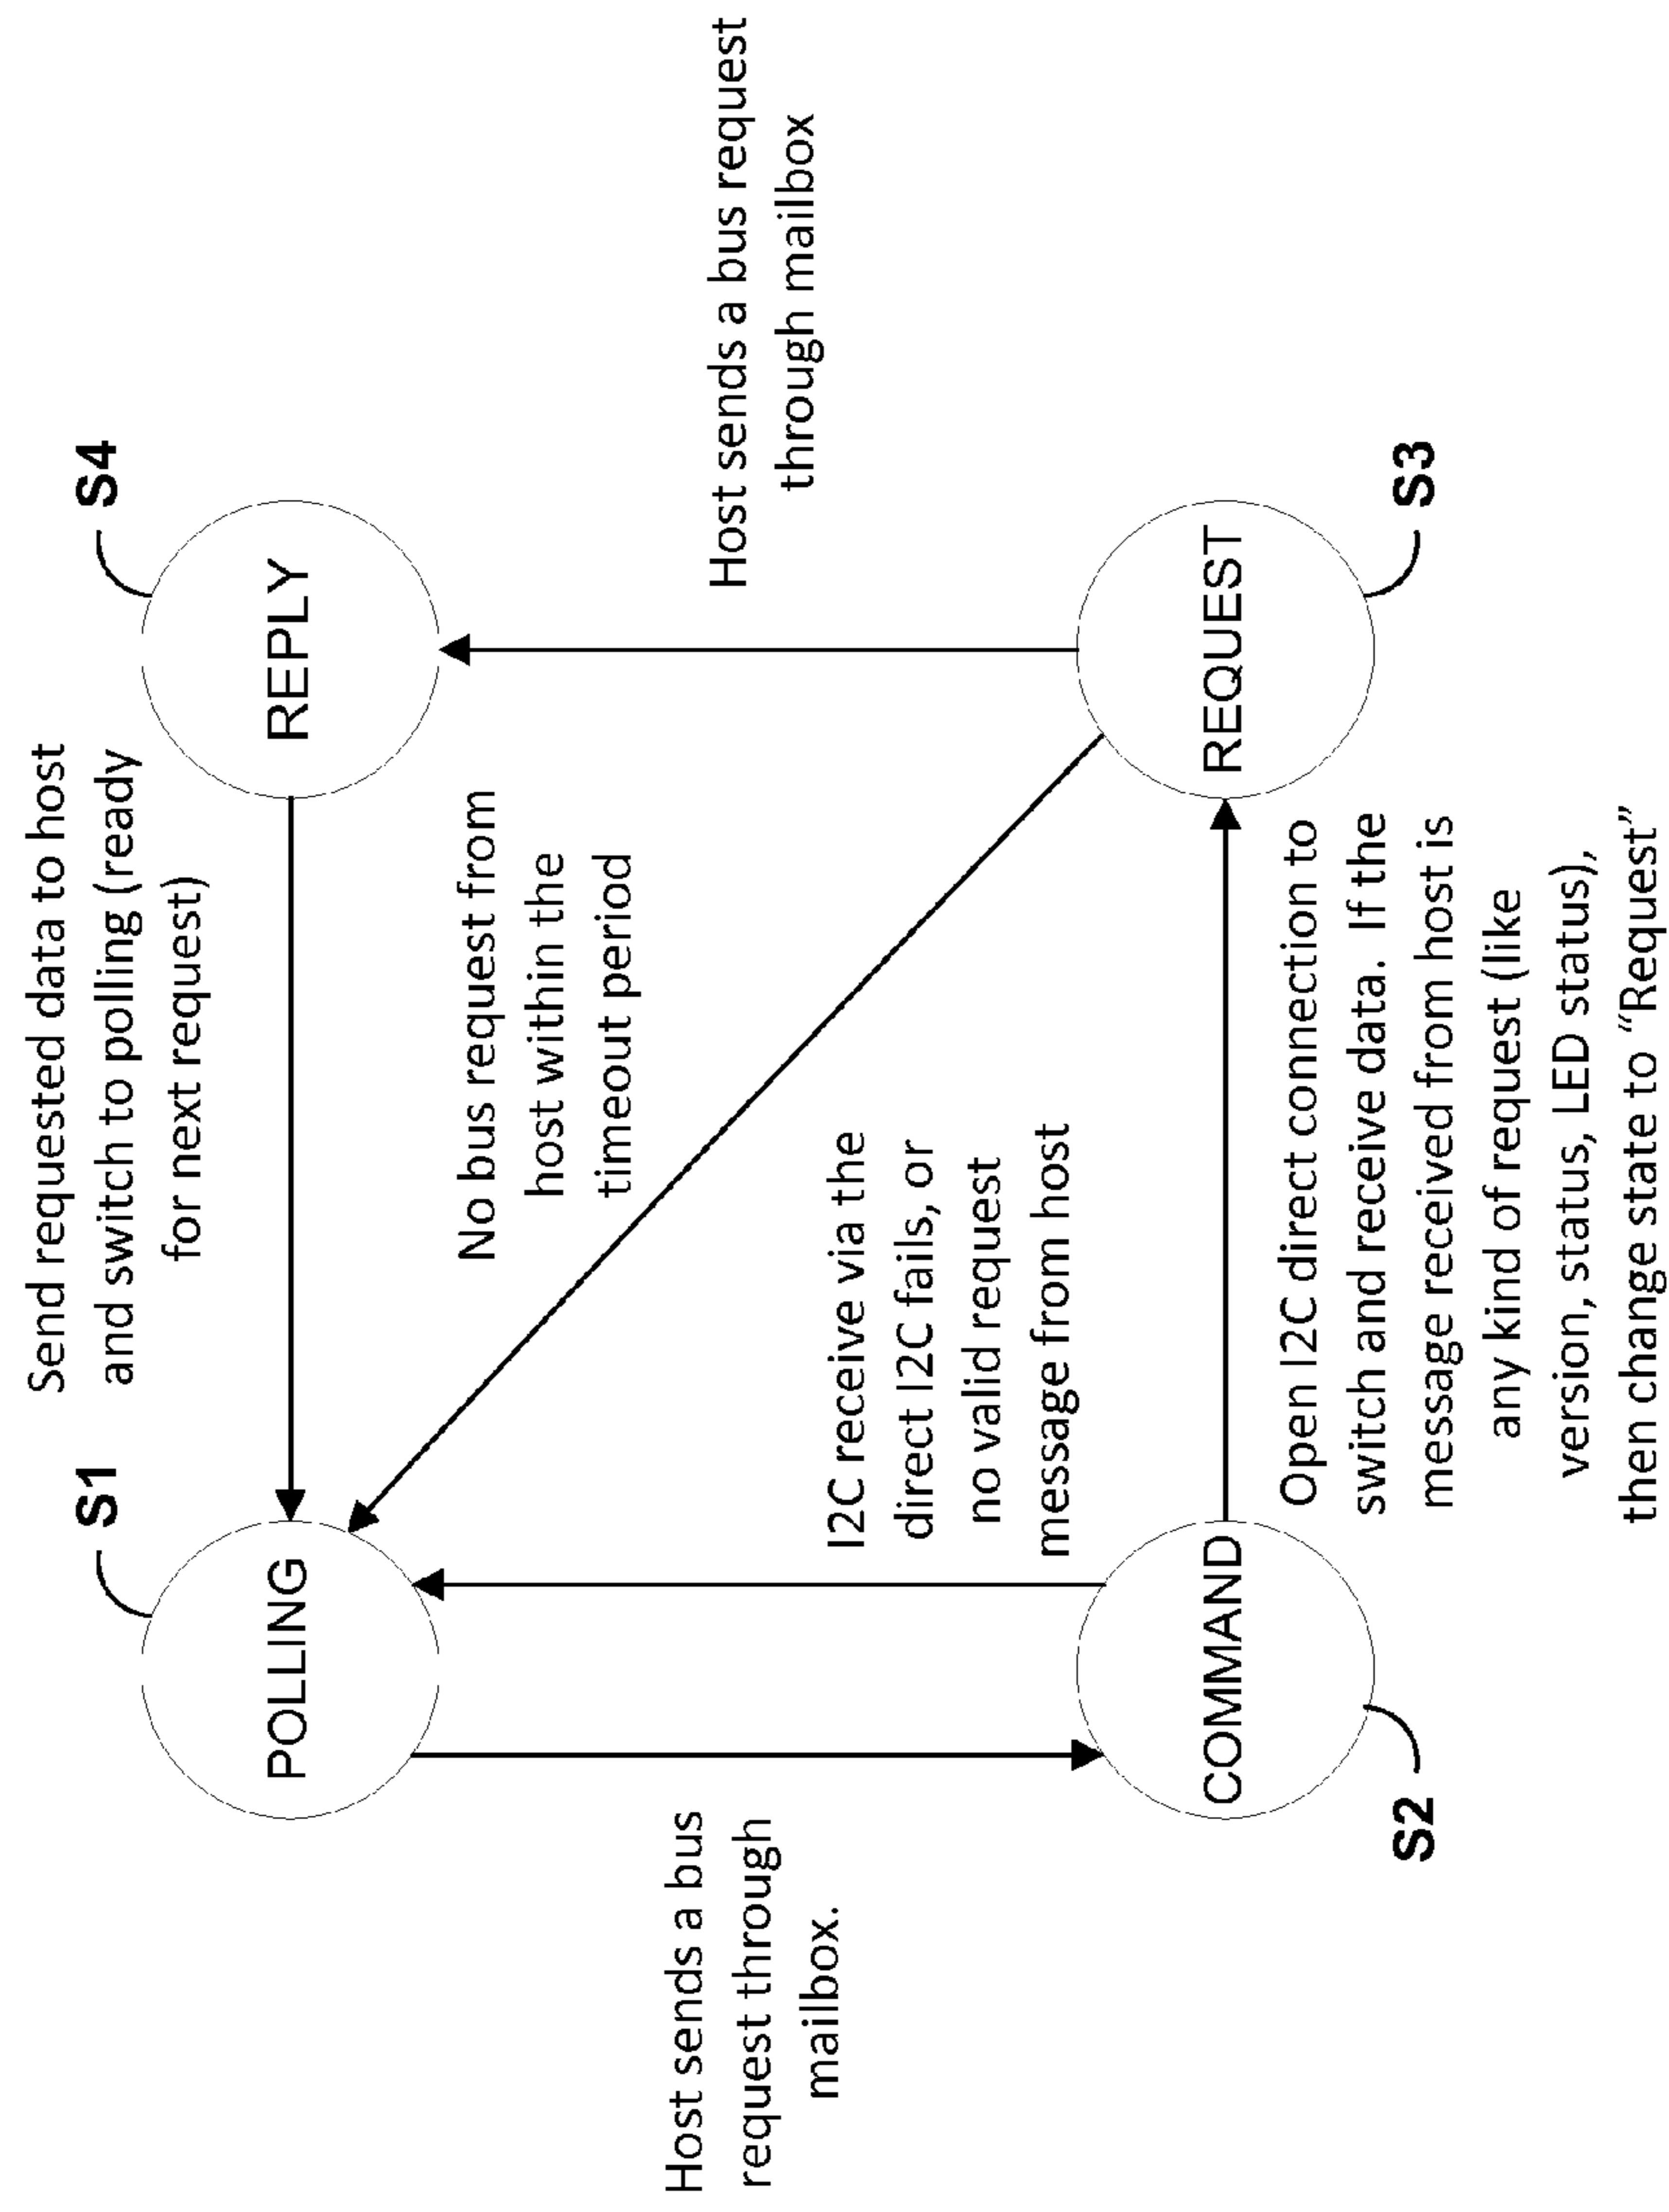 Send requested data to host
and switch to polling (ready
for next request)
S1
S4
POLLING
REPLY
No bus request from
host within the
timeout period
Host sends a bus
request through
mailbox.
Host sends a bus request
through mailbox
I2C receive via the
direct I2C fails, or
no valid request
message from host
COMMAND
REQUEST
Open I2C direct connection to
switch and receive data. If the
message received from host is
any kind of request (like
version, status, LED status),
then change state to “Request”
S2
S3